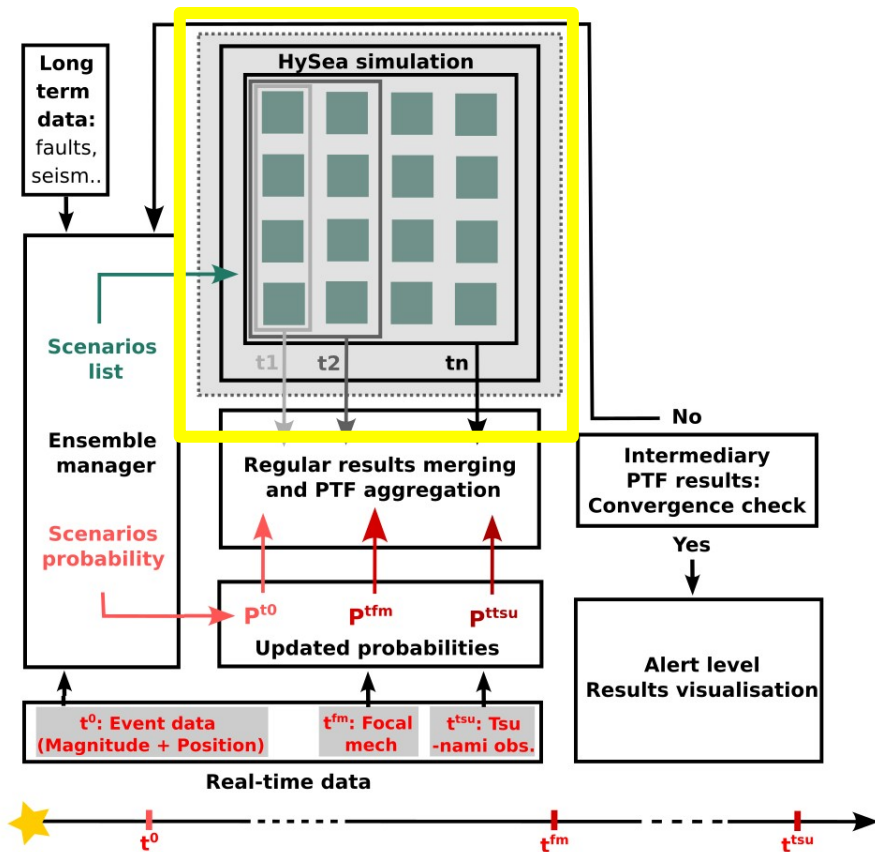 Long
term
data:
faults,
seism..
HySea simulation
t1
t2
tn
Scenarios
list
Ensemble
manager
Scenarios
probability
Regular results merging
and PTF aggregation
P^t0
P^tfm
P^ttsu
Updated probabilities
No
Intermediary
PTF results:
Convergence check
Yes
Alert level
Results visualisation
t^0: Event data
(Magnitude + Position)
t^fm: Focal
mech
t^tsu: Tsu
-nami obs.
Real-time data
t^0
t^fm
t^tsu